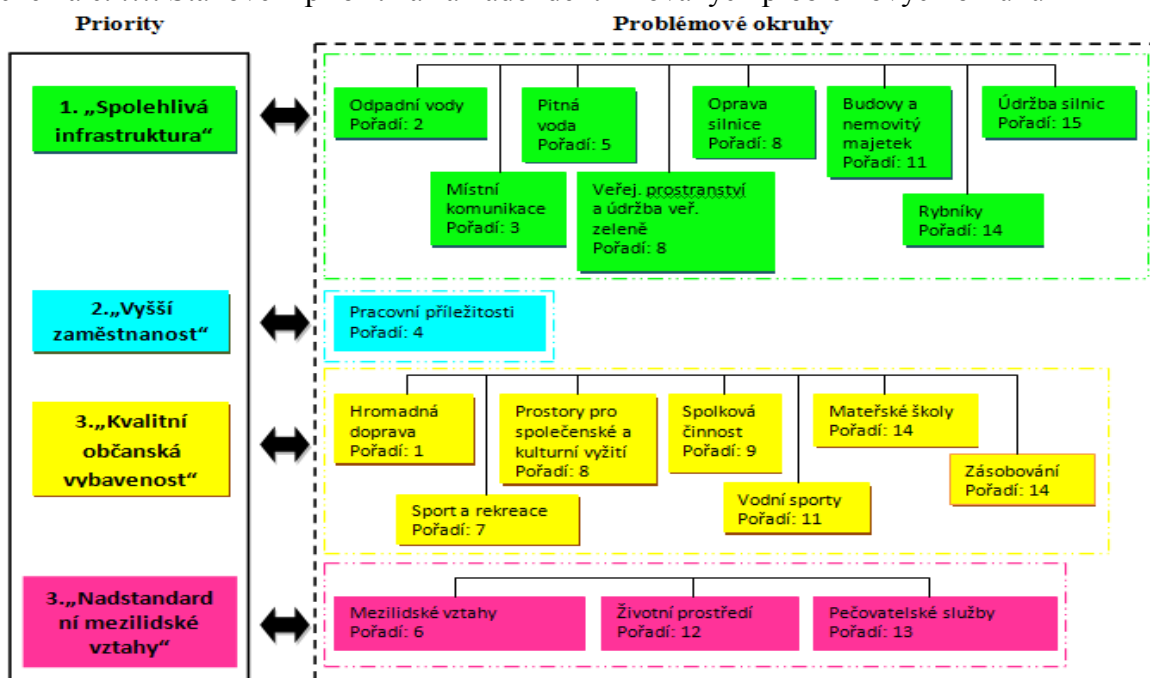 Priority
Problémové okruhy
1. „Spolehlivá
infrastruktura“
Odpadní vody
Pořadí: 2
Pitná
voda
Pořadí: 5
Oprava
silnice
Pořadí: 8
Budovy a
nemovitý
majetek
Pořadí: 11
Údržba silnic
Pořadí: 15
Místní
komunikace
Pořadí: 3
Veřej. prostranství
a údržba veř.
zeleně
Pořadí: 8
Rybníky
Pořadí: 14
2.„Vyšší
zaměstnanost“
Pracovní příležitosti
Pořadí: 4
3.„Kvalitní
občanská
vybavenost“
Hromadná
doprava
Pořadí: 1
Prostory pro
společenské a
kulturní vyžití
Pořadí: 8
Spolková
činnost
Pořadí: 9
Mateřské školy
Pořadí: 14
Zásobování
Pořadí: 14
Sport a rekreace
Pořadí: 7
Vodní sporty
Pořadí: 11
3.„Nadstandard
ní mezilidské
vztahy“
Mezilidské vztahy
Pořadí: 6
Životní prostředí
Pořadí: 12
Pečovatelské služby
Pořadí: 13